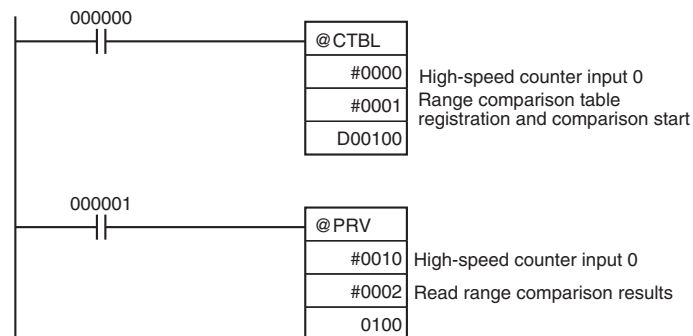 000000
@CTBL
#0000 High-speed counter input 0
#0001 Range comparison table
registration and comparison start
D00100
000001
@PRV
#0010 High-speed counter input 0
#0002 Read range comparison results
0100